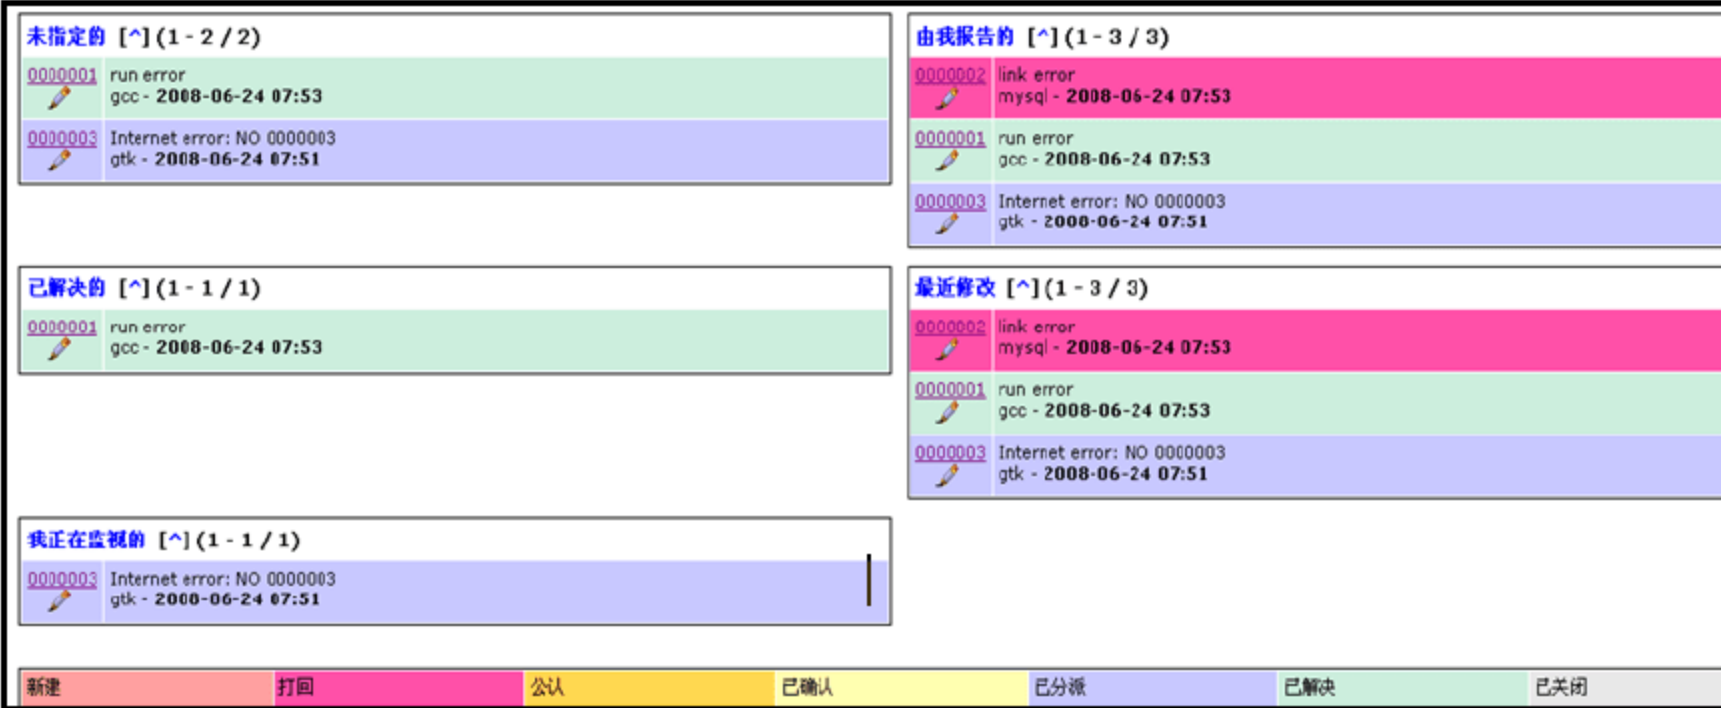 未指定的 [^] (1 - 2 / 2)
0000001 run error
gcc - 2008-06-24 07:53
0000003 Internet error: NO 0000003
gtk - 2008-06-24 07:51
由我报告的 [^] (1 - 3 / 3)
0000002 link error
mysql - 2008-06-24 07:53
0000001 run error
gcc - 2008-06-24 07:53
0000003 Internet error: NO 0000003
gtk - 2008-06-24 07:51
已解决的 [^] (1 - 1 / 1)
0000001 run error
gcc - 2008-06-24 07:53
最近修改 [^] (1 - 3 / 3)
0000002 link error
mysql - 2008-06-24 07:53
0000001 run error
gcc - 2008-06-24 07:53
0000003 Internet error: NO 0000003
gtk - 2008-06-24 07:51
我正在监视的 [^] (1 - 1 / 1)
0000003 Internet error: NO 0000003
gtk - 2008-06-24 07:51
新建 打回 公认 已确认 已分派 已解决 已关闭